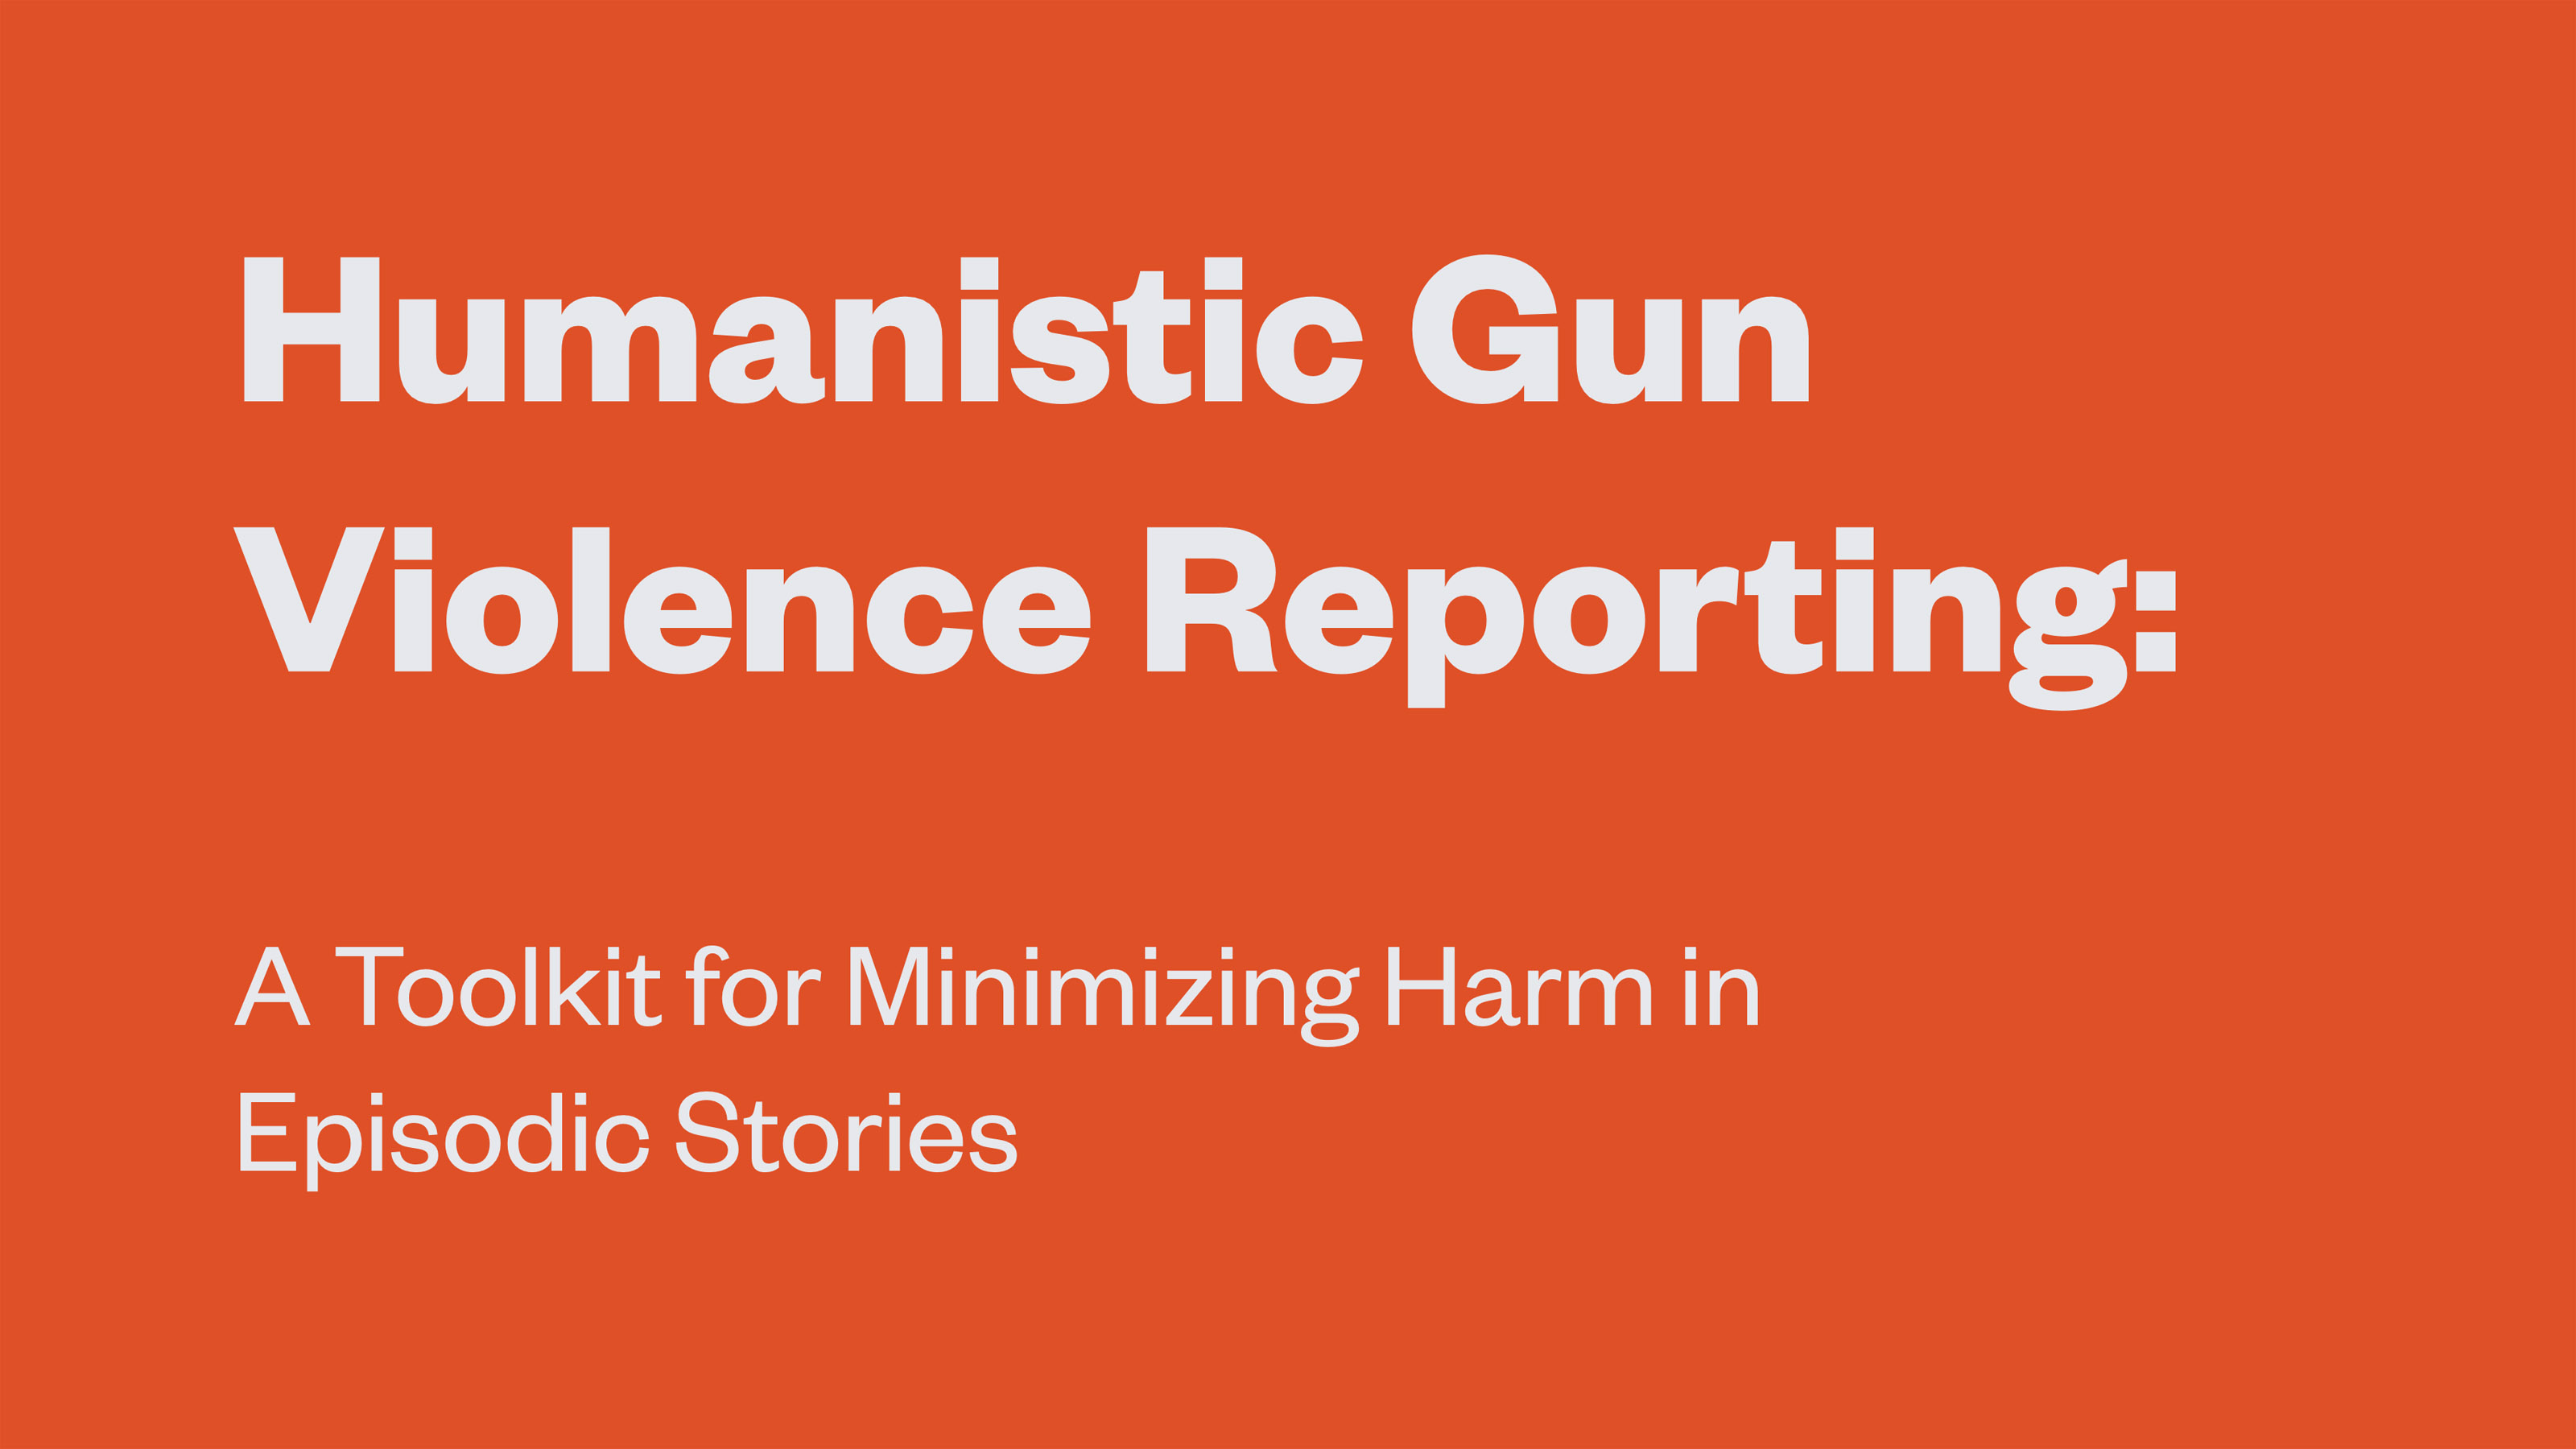 Humanistic Gun
Violence Reporting:
A Toolkit for Minimizing Harm in
Episodic Stories